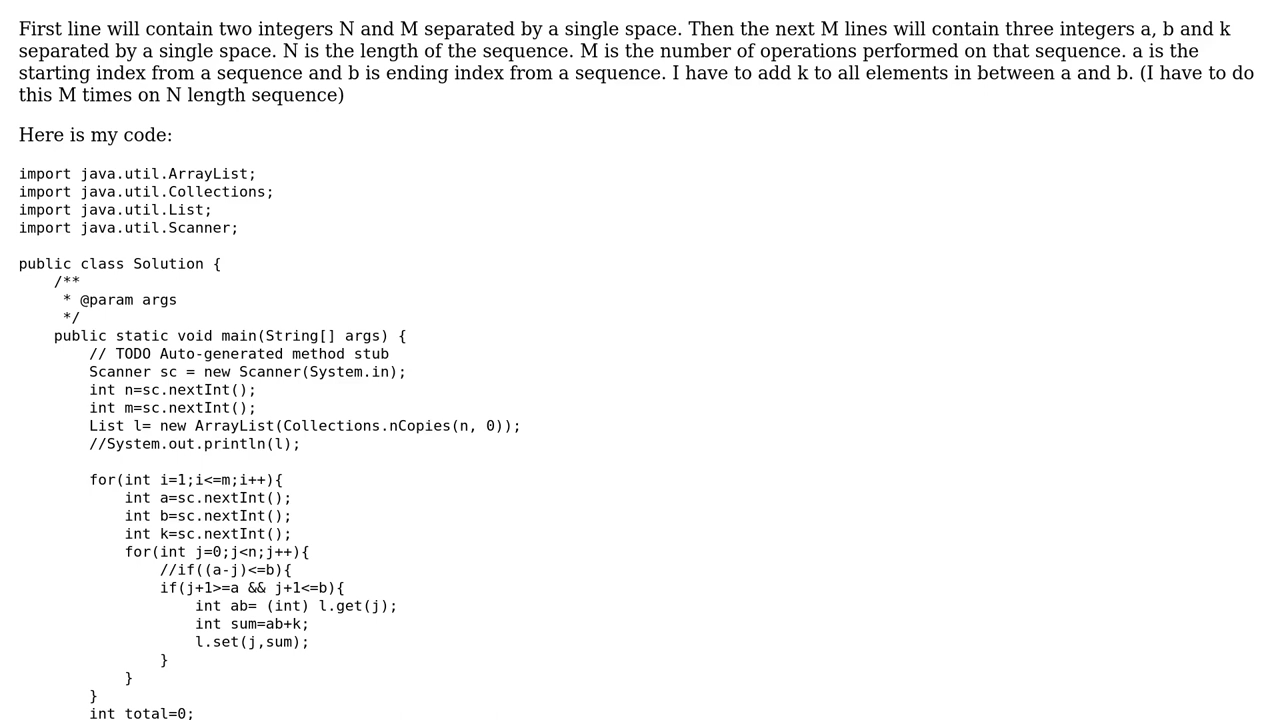 First line will contain two integers N and M separated by a single space. Then the next M lines will contain three integers a, b and k
separated by a single space. N is the length of the sequence. M is the number of operations performed on that sequence. a is the
starting index from a sequence and b is ending index from a sequence. I have to add k to all elements in between a and b. (I have to do
this M times on N length sequence)
Here is my code:
import java.util.ArrayList;
import java.util.Collections;
import java.util.List;
import java.util.Scanner;
public class Solution {
    /**
     * @param args
     */
    public static void main(String[] args) {
        // TODO Auto-generated method stub
        Scanner sc = new Scanner(System.in);
        int n=sc.nextInt();
        int m=sc.nextInt();
        List l= new ArrayList(Collections.nCopies(n, 0));
        //System.out.println(l);
        for(int i=1;i<=m;i++){
            int a=sc.nextInt();
            int b=sc.nextInt();
            int k=sc.nextInt();
            for(int j=0;j<n;j++){
                //if((a-j)<=b){
                if(j+1>=a && j+1<=b){
                    int ab= (int) l.get(j);
                    int sum=ab+k;
                    l.set(j,sum);
                }
            }
        }
        int total=0;